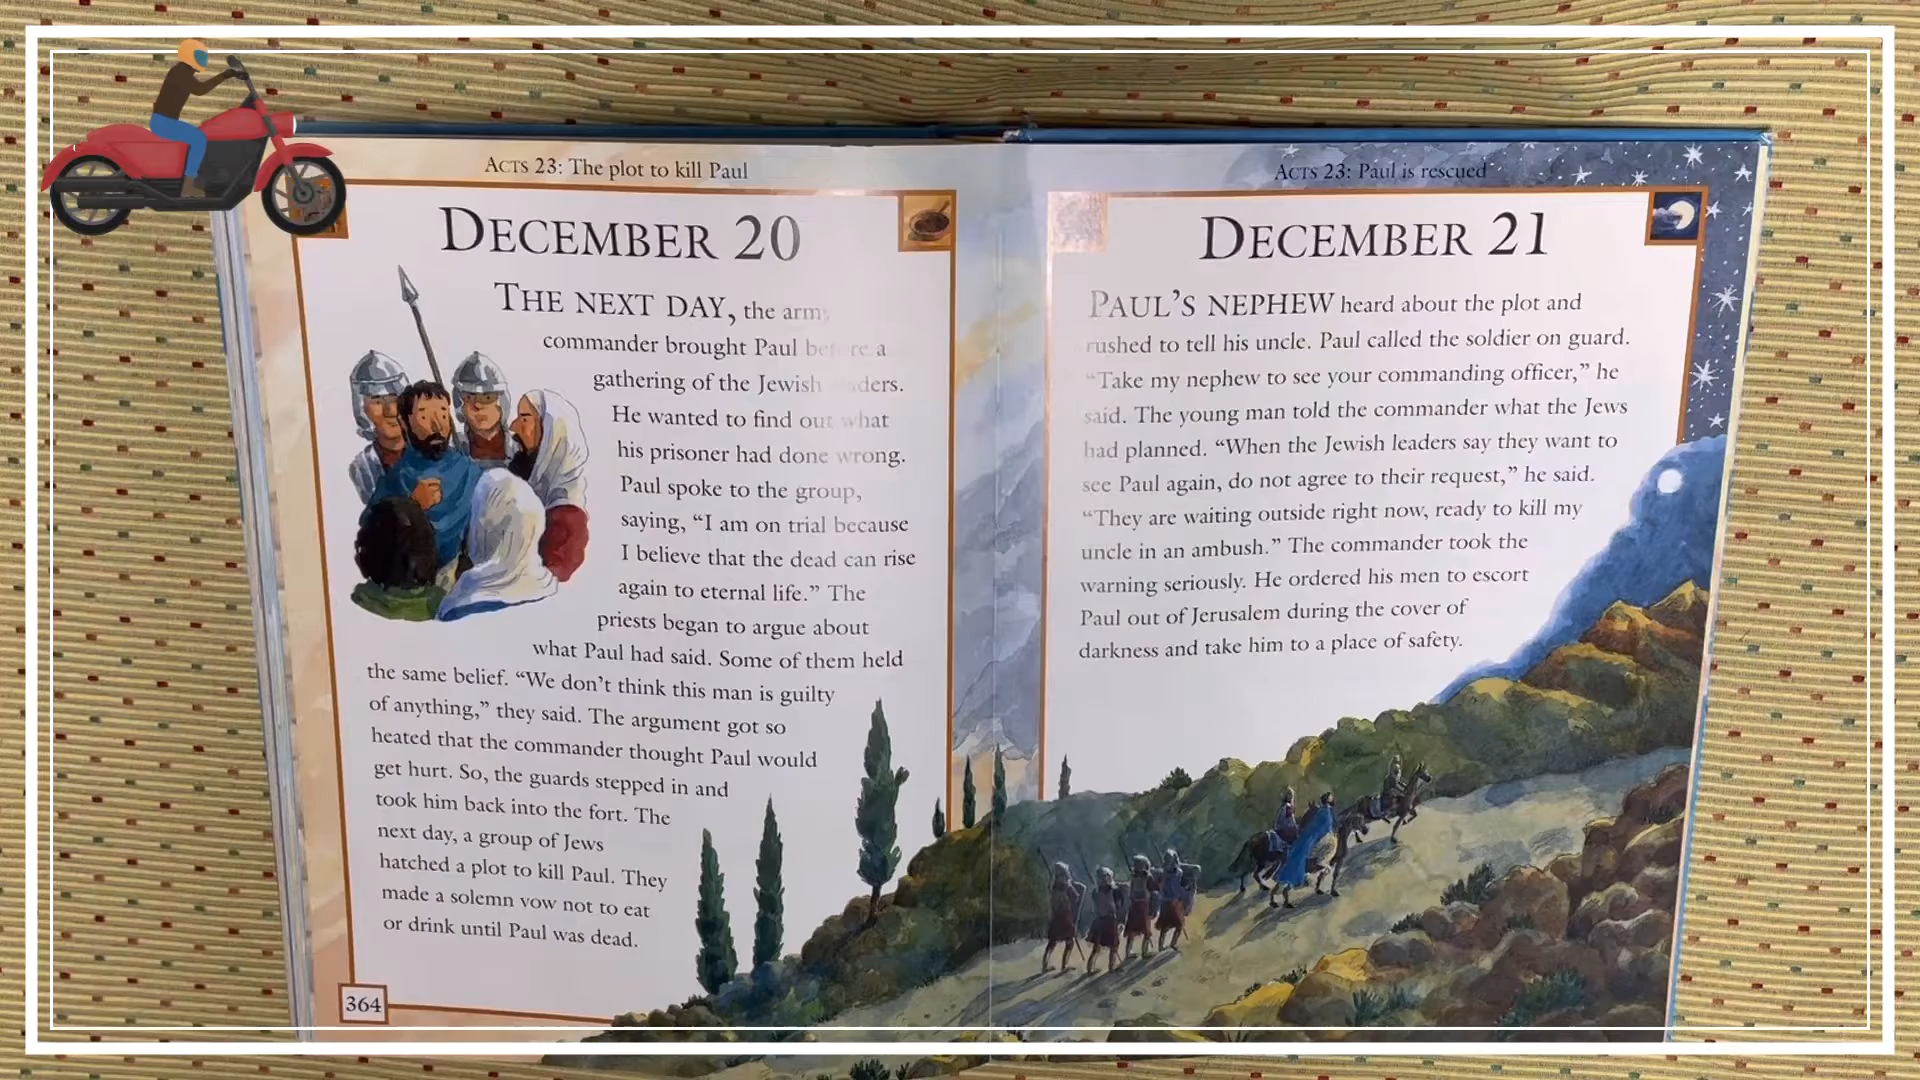 ACTS 23: The plot to kill Paul
DECEMBER 20
THE NEXT DAY, the army
commander brought Paul before a
gathering of the Jewish leaders.
He wanted to find out what
his prisoner had done wrong.
Paul spoke to the group,
saying, “I am on trial because
I believe that the dead can rise
again to eternal life.” The
priests began to argue about
what Paul had said. Some of them held
the same belief. “We don’t think this man is guilty
of anything,” they said. The argument got so
heated that the commander thought Paul would
get hurt. So, the guards stepped in and
took him back into the fort. The
next day, a group of Jews
hatched a plot to kill Paul. They
made a solemn vow not to eat
or drink until Paul was dead.
364
ACTS 23: Paul is rescued
DECEMBER 21
PAUL’S NEPHEW heard about the plot and
rushed to tell his uncle. Paul called the soldier on guard.
“Take my nephew to see your commanding officer,” he
said. The young man told the commander what the Jews
had planned. “When the Jewish leaders say they want to
see Paul again, do not agree to their request,” he said.
“They are waiting outside right now, ready to kill my
uncle in an ambush.” The commander took the
warning seriously. He ordered his men to escort
Paul out of Jerusalem during the cover of
darkness and take him to a place of safety.